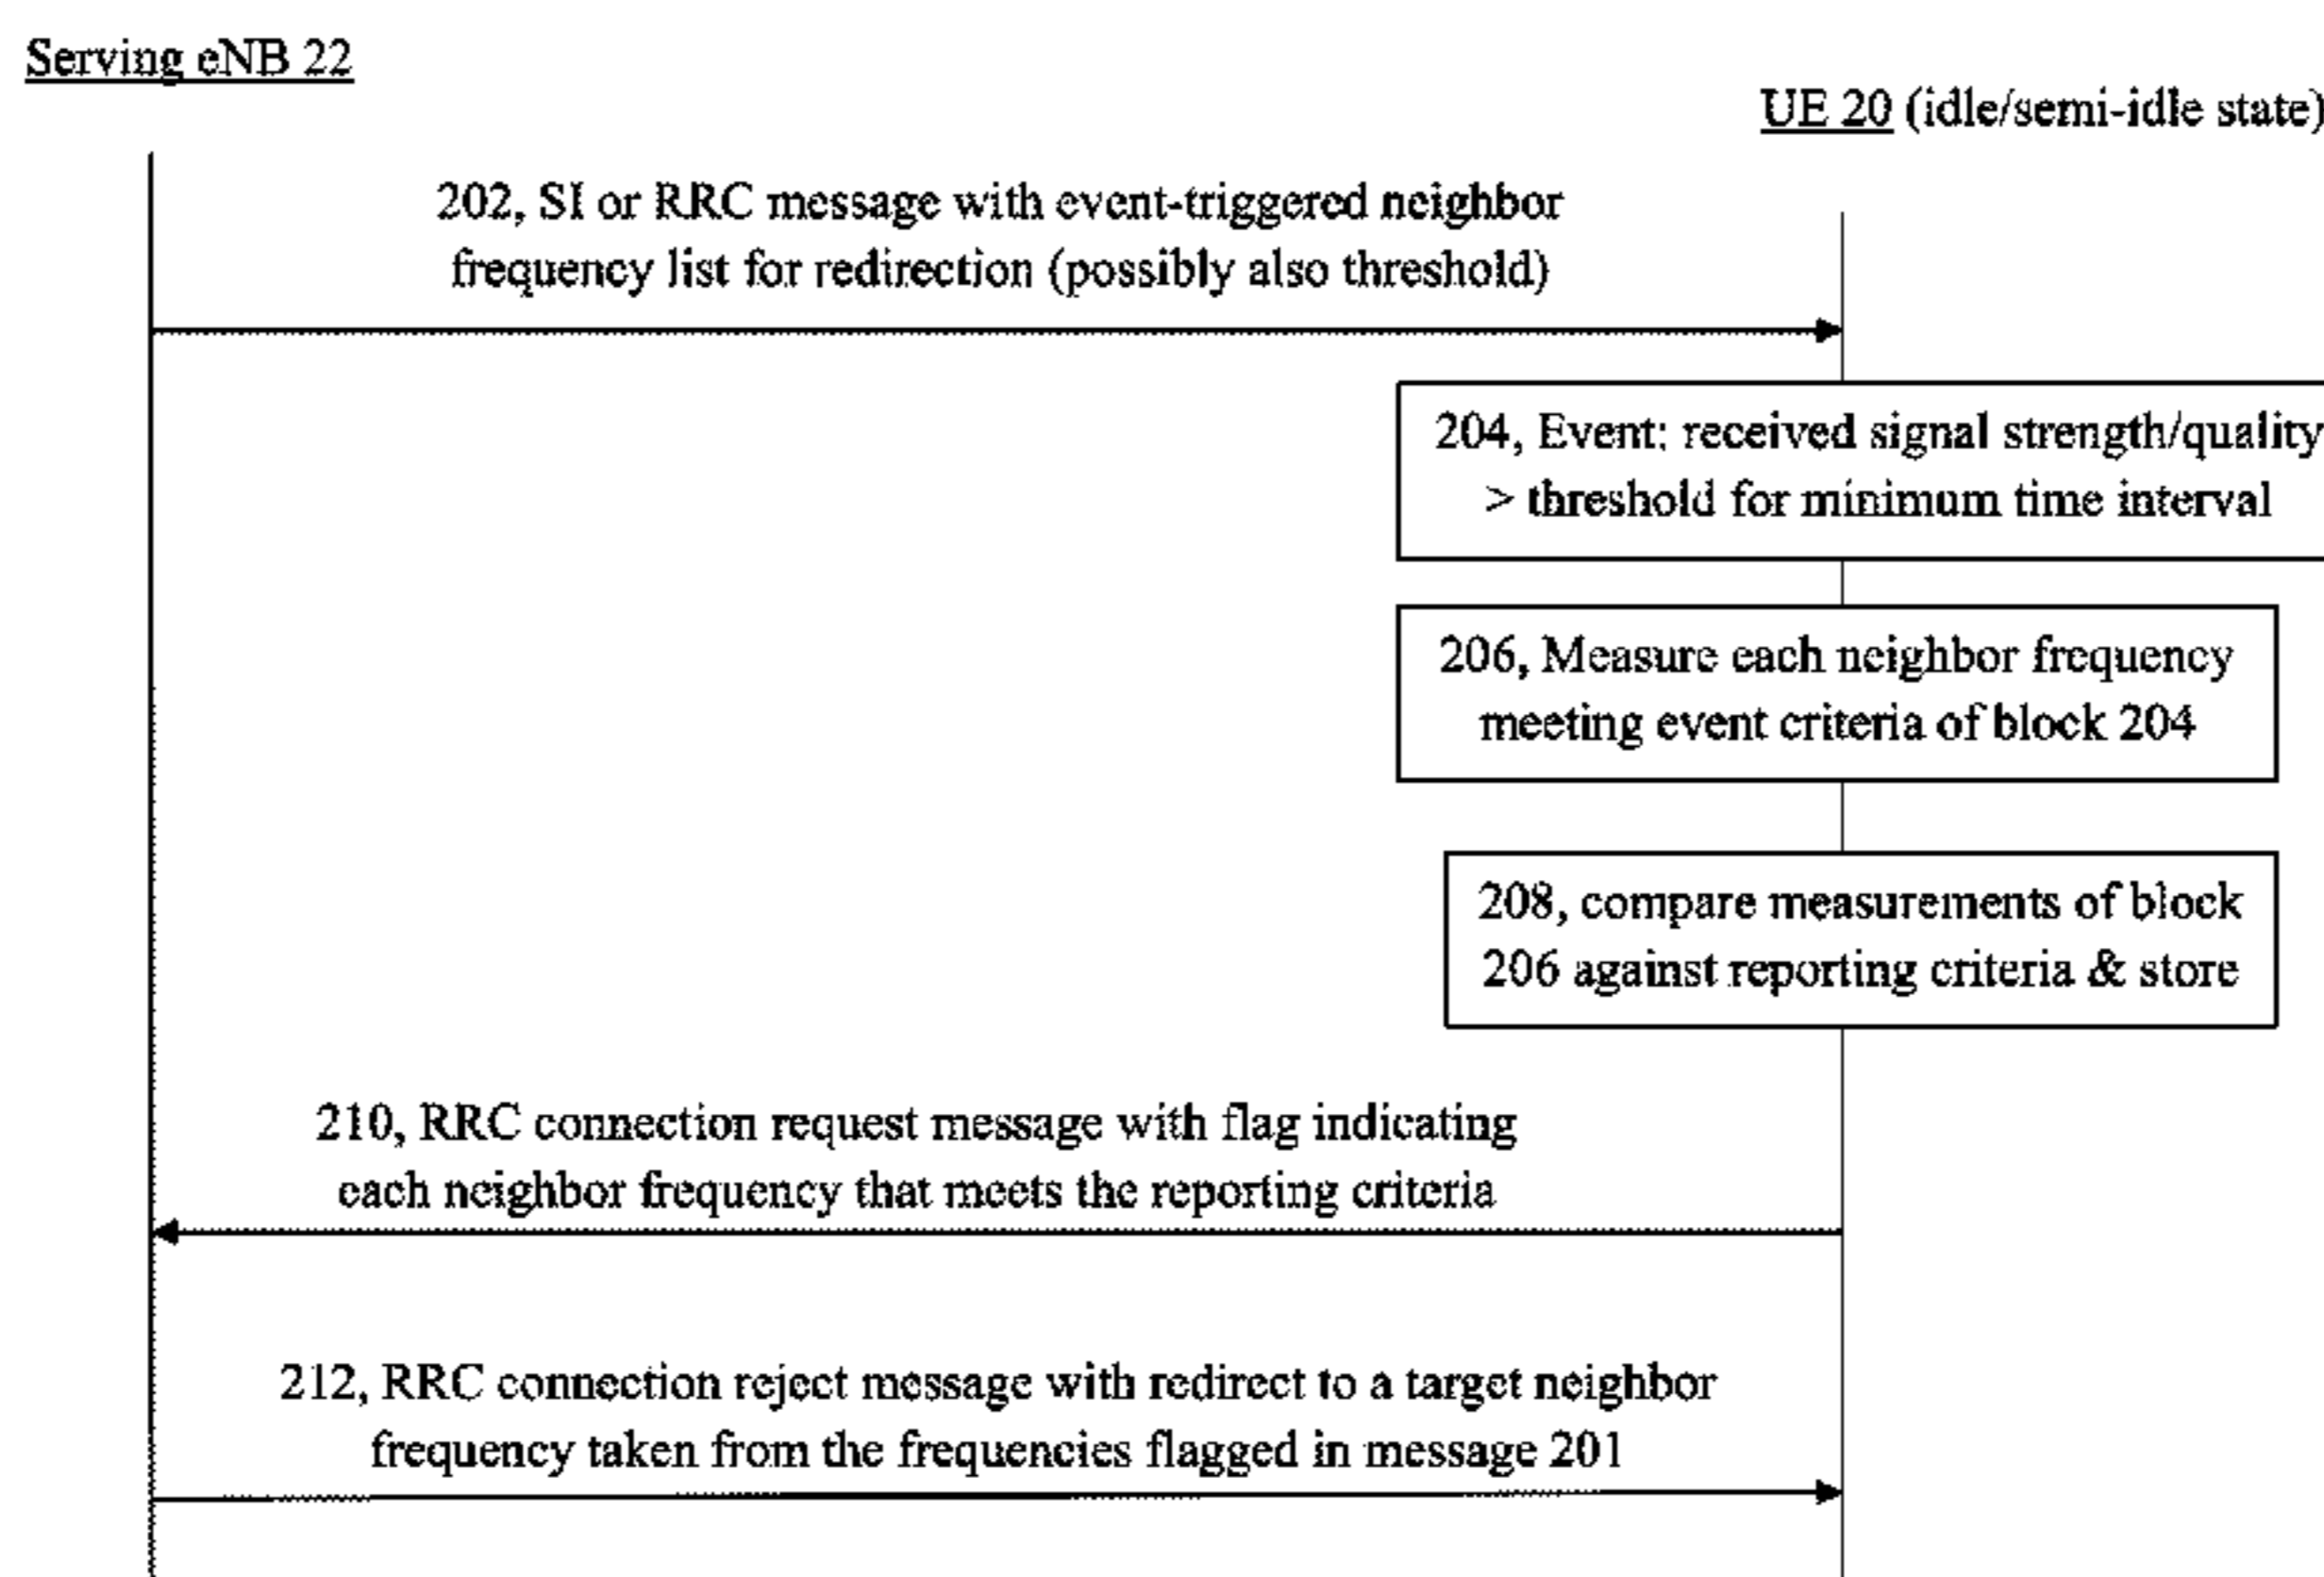 Serving eNB 22
UE 20 (idle/semi-idle state)
202, SI or RRC message with event-triggered neighbor
frequency list for redirection (possibly also threshold)
204, Event: received signal strength/quality
> threshold for minimum time interval
206, Measure each neighbor frequency
meeting event criteria of block 204
208, compare measurements of block
206 against reporting criteria & store
210, RRC connection request message with flag indicating
each neighbor frequency that meets the reporting criteria
212, RRC connection reject message with redirect to a target neighbor
frequency taken from the frequencies flagged in message 201